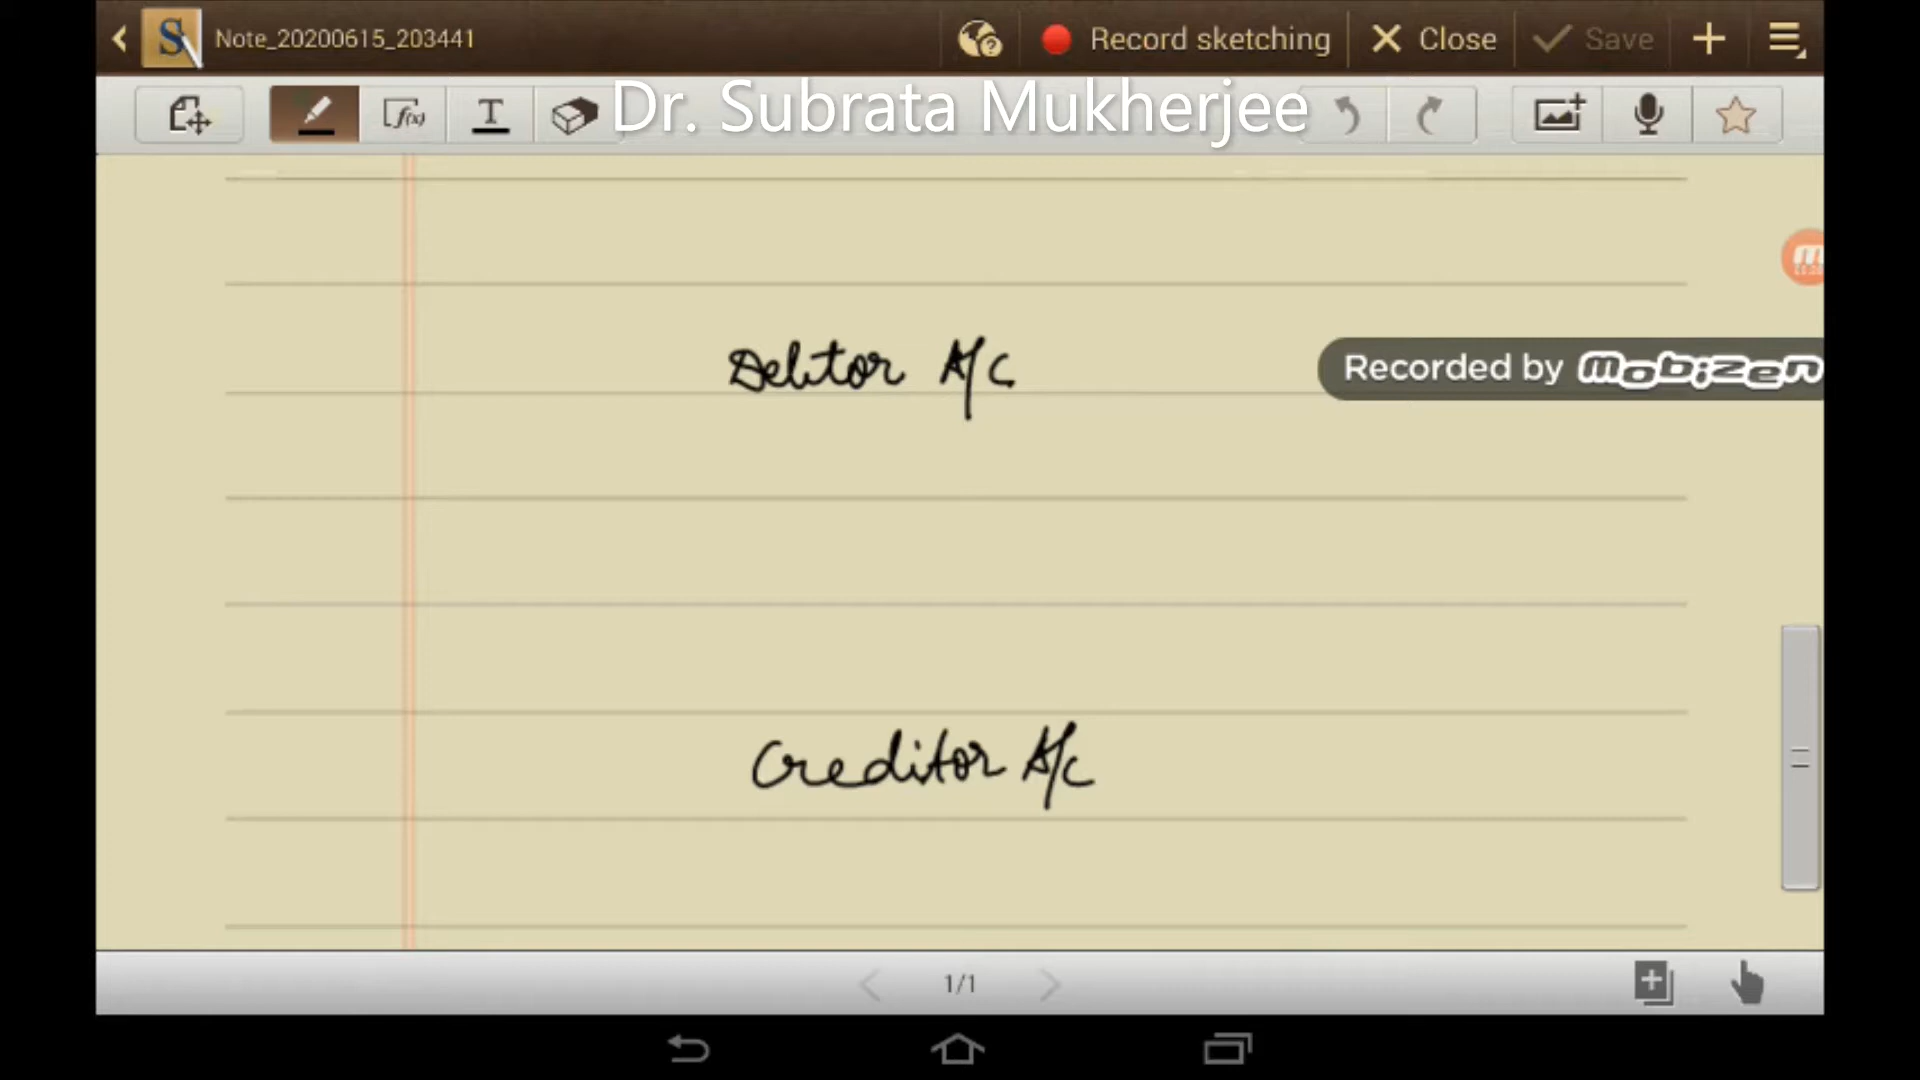 Note_20200615_203441
Record sketching
Close
Save
T
f(x)
Dr. Subrata Mukherjee
Debtor A/C
Recorded by mobizen
Creditor A/C
1/1